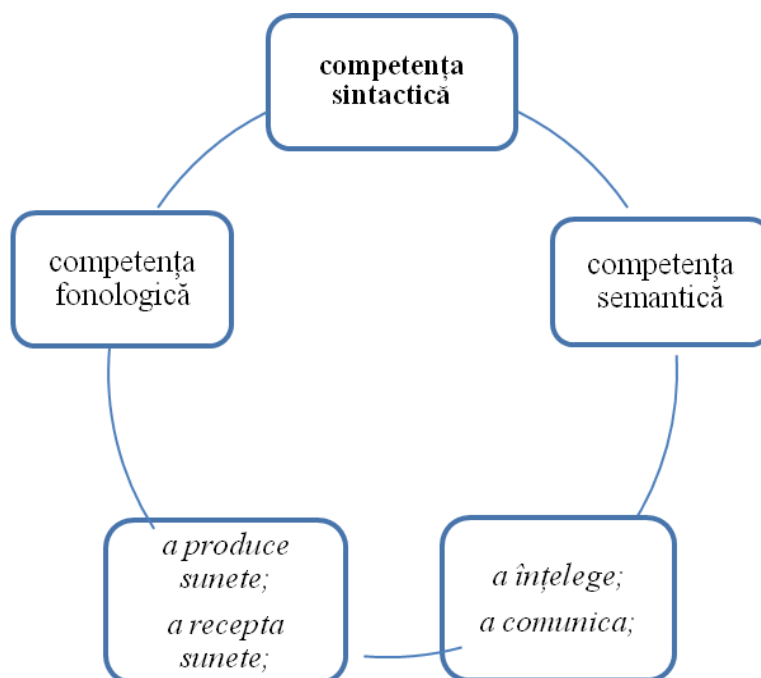 competența
sintactică
competența
fonologică
competența
semantică
a produce
sunete;
a recepta
sunete;
a înțelege;
a comunica;